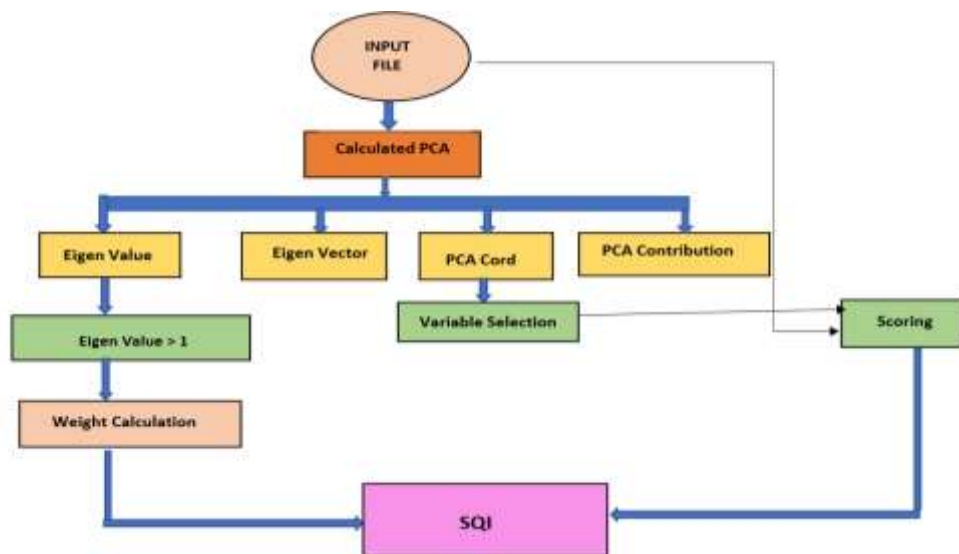 INPUT
FILE
Calculated PCA
Eigen Value
Eigen Vector
PCA Cord
PCA Contribution
Variable Selection
Scoring
Eigen Value > 1
Weight Calculation
SQI